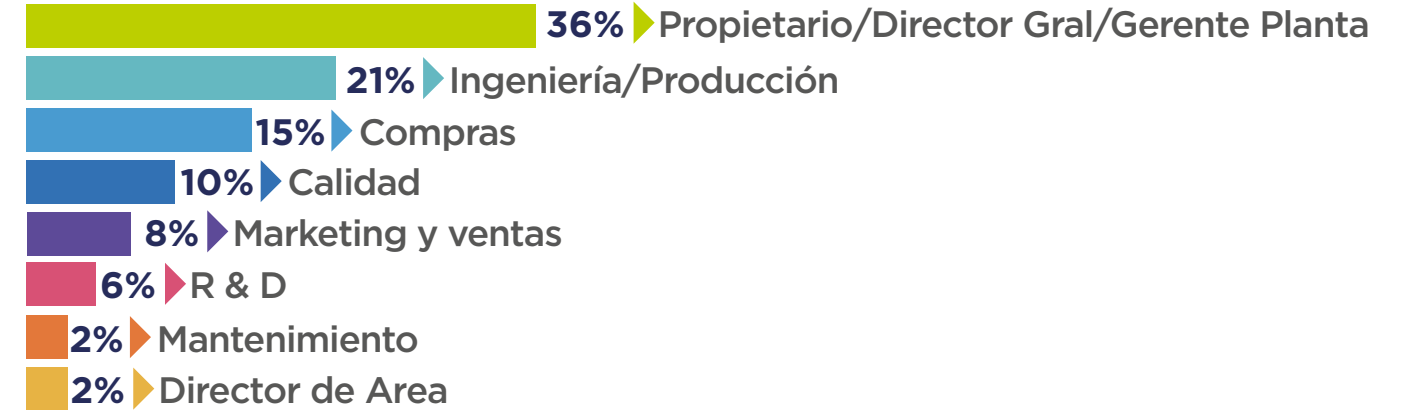 36% Propietario/Director Gral/Gerente Planta
21% Ingeniería/Producción
15% Compras
10% Calidad
8% Marketing y ventas
6% R & D
2% Mantenimiento
2% Director de Area